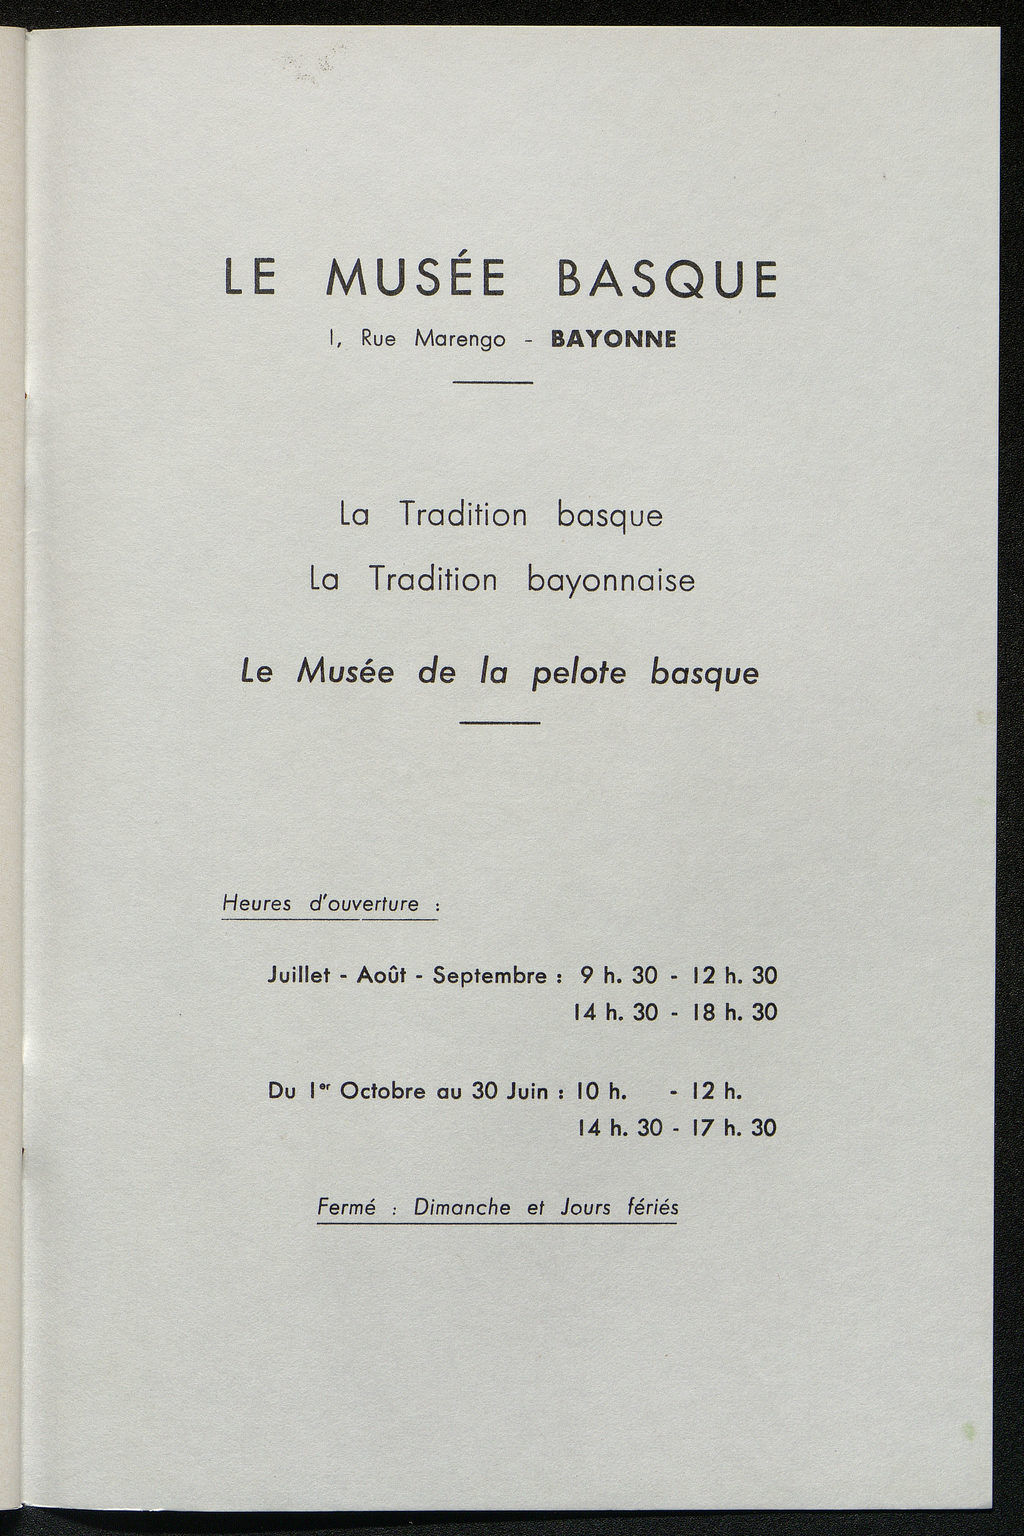 LE MUSÉE BASQUE
1, Rue Marengo - BAYONNE
La Tradition basque
La Tradition bayonnaise
Le Musée de la pelote basque
Heures d'ouverture :
Juillet - Août - Septembre : 9 h. 30 - 12 h. 30
14 h. 30 - 18 h. 30
Du 1er Octobre au 30 Juin : 10 h. - 12 h.
14 h. 30 - 17 h. 30
Fermé : Dimanche et Jours fériés